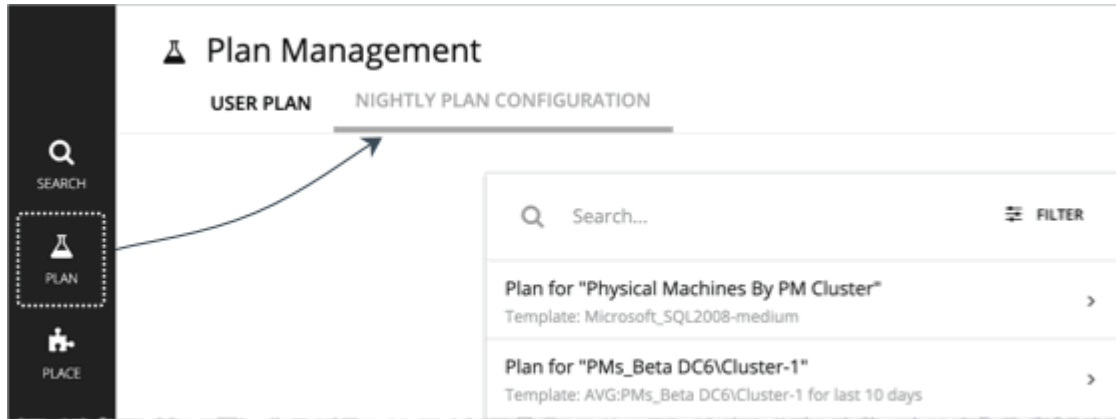 Plan Management
USER PLAN NIGHTLY PLAN CONFIGURATION
SEARCH
Search... FILTER
PLAN
Plan for "Physical Machines By PM Cluster"
Template: Microsoft_SQL2008-medium
PLACE
Plan for "PMs_Beta DC6\Cluster-1"
Template: AVG:PMs_Beta DC6\Cluster-1 for last 10 days